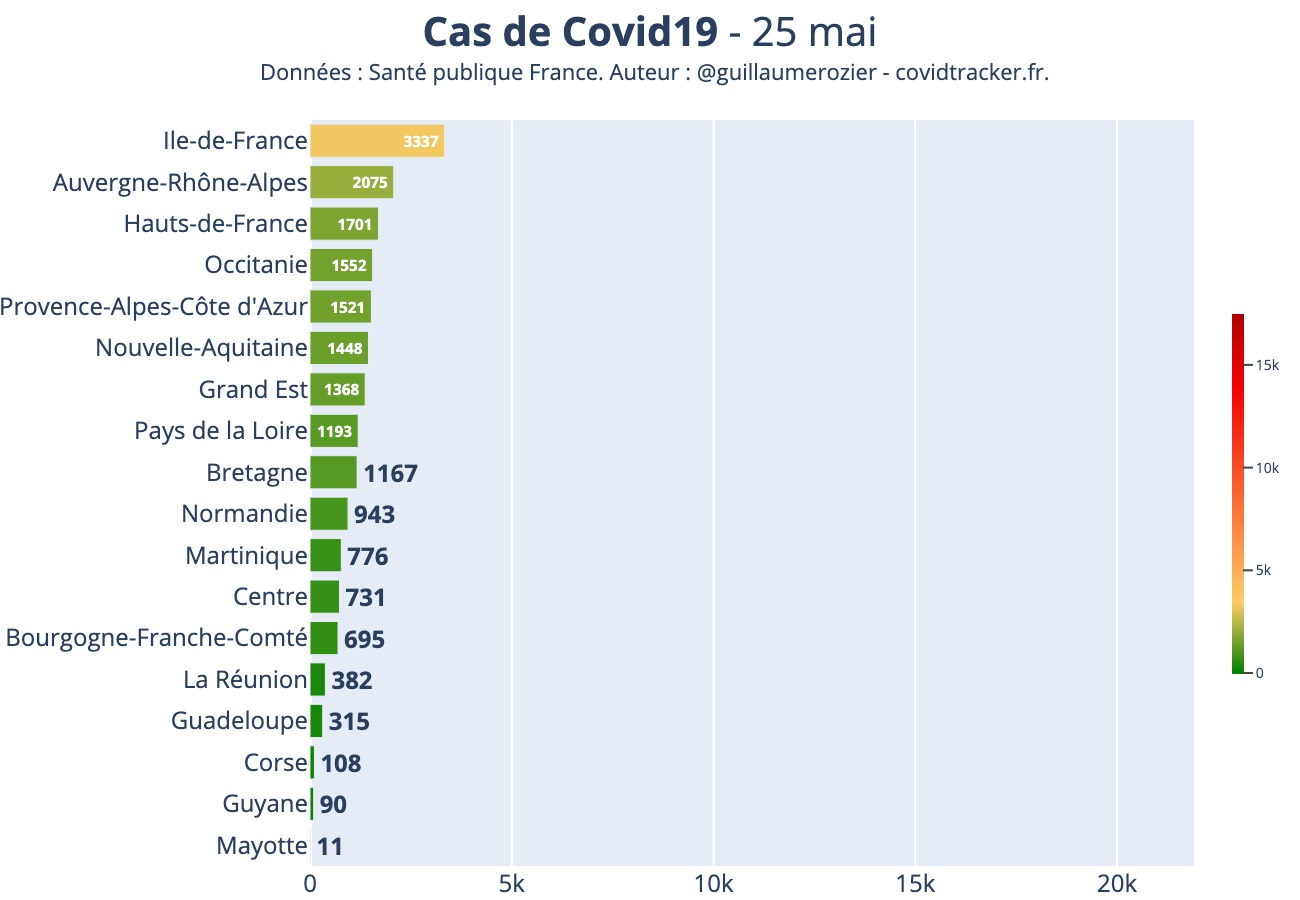 Cas de Covid19 - 25 mai
Données : Santé publique France. Auteur : @guillaumerozier - covidtracker.fr.
Ile-de-France 3337
Auvergne-Rhône-Alpes 2075
Hauts-de-France 1701
Occitanie 1552
Provence-Alpes-Côte d'Azur 1521
Nouvelle-Aquitaine 1448
Grand Est 1368
Pays de la Loire 1193
Bretagne 1167
Normandie 943
Martinique 776
Centre 731
Bourgogne-Franche-Comté 695
La Réunion 382
Guadeloupe 315
Corse 108
Guyane 90
Mayotte 11
0 5k 10k 15k 20k
15k
10k
5k
0